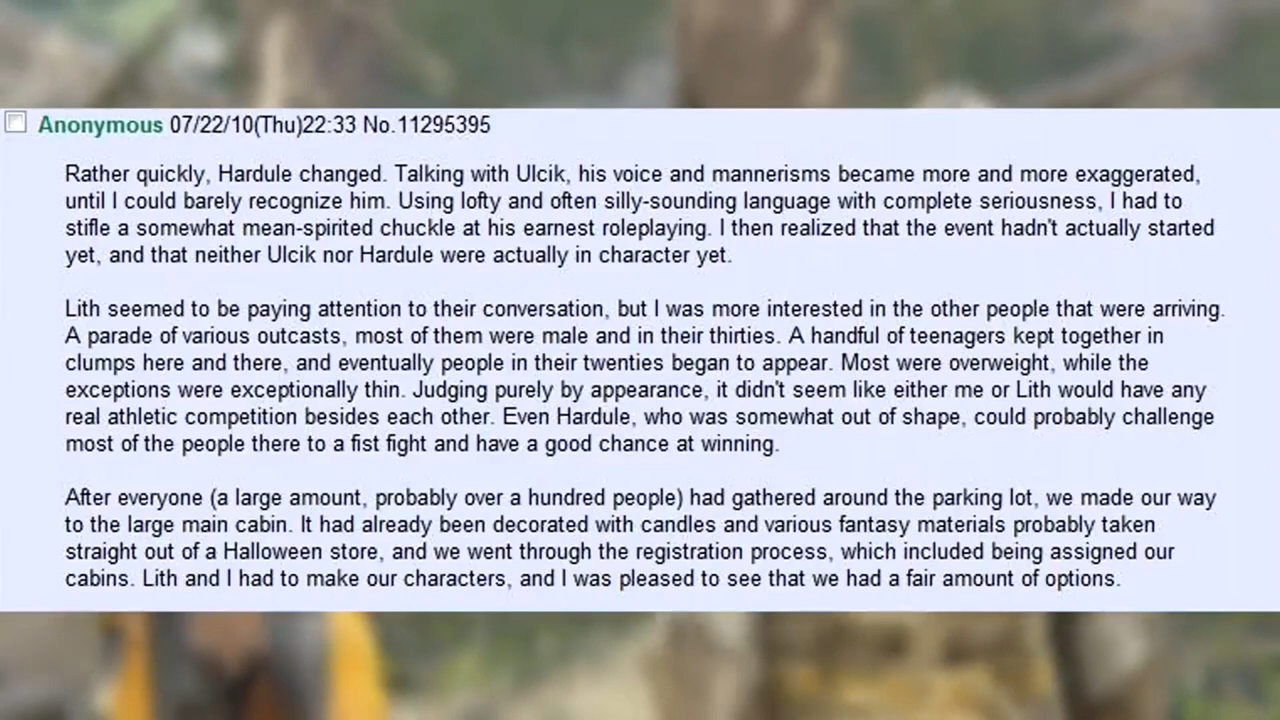 Anonymous 07/22/10(Thu)22:33 No.11295395
Rather quickly, Hardule changed. Talking with Ulcik, his voice and mannerisms became more and more exaggerated,
until I could barely recognize him. Using lofty and often silly-sounding language with complete seriousness, I had to
stifle a somewhat mean-spirited chuckle at his earnest roleplaying. I then realized that the event hadn't actually started
yet, and that neither Ulcik nor Hardule were actually in character yet.
Lith seemed to be paying attention to their conversation, but I was more interested in the other people that were arriving.
A parade of various outcasts, most of them were male and in their thirties. A handful of teenagers kept together in
clumps here and there, and eventually people in their twenties began to appear. Most were overweight, while the
exceptions were exceptionally thin. Judging purely by appearance, it didn't seem like either me or Lith would have any
real athletic competition besides each other. Even Hardule, who was somewhat out of shape, could probably challenge
most of the people there to a fist fight and have a good chance at winning.
After everyone (a large amount, probably over a hundred people) had gathered around the parking lot, we made our way
to the large main cabin. It had already been decorated with candles and various fantasy materials probably taken
straight out of a Halloween store, and we went through the registration process, which included being assigned our
cabins. Lith and I had to make our characters, and I was pleased to see that we had a fair amount of options.